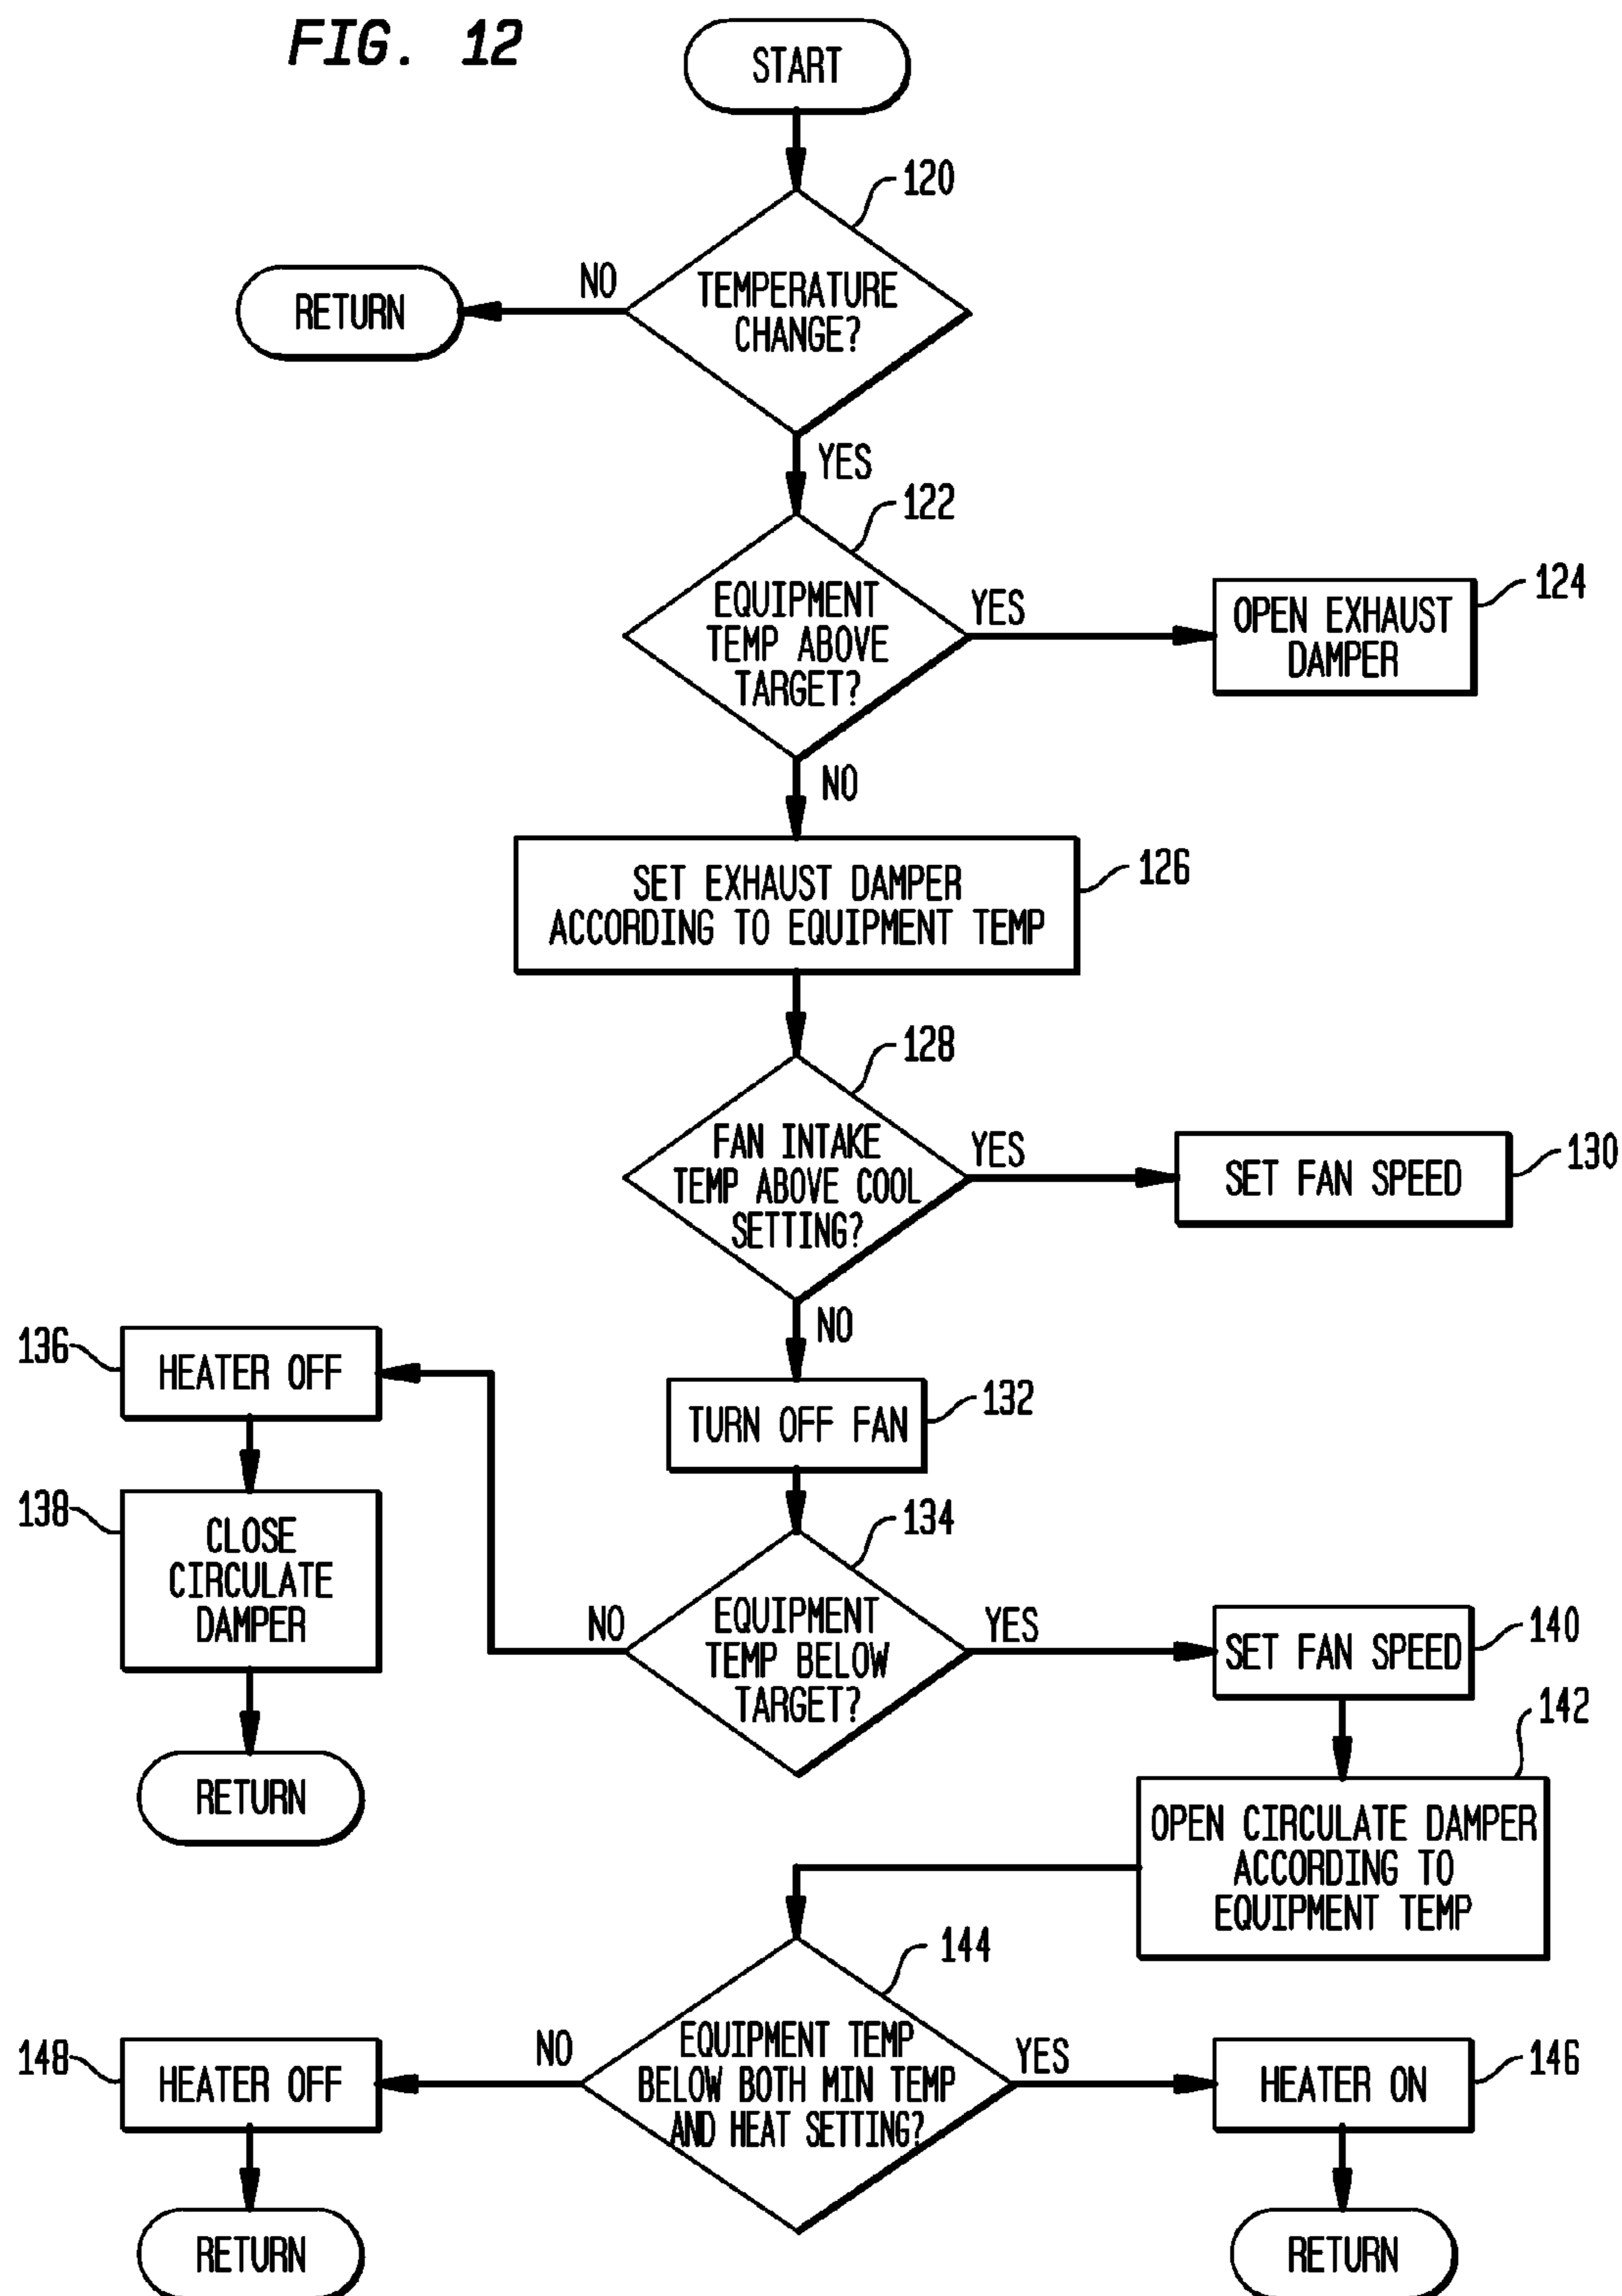 FIG. 12
START
120
TEMPERATURE
CHANGE?
NO
RETURN
YES
122
EQUIPMENT
TEMP ABOVE
TARGET?
YES
124
OPEN EXHAUST
DAMPER
NO
SET EXHAUST DAMPER
ACCORDING TO EQUIPMENT TEMP
126
128
FAN INTAKE
TEMP ABOVE COOL
SETTING?
YES
SET FAN SPEED
130
NO
136
HEATER OFF
TURN OFF FAN
132
138
CLOSE
CIRCULATE
DAMPER
RETURN
134
EQUIPMENT
TEMP BELOW
TARGET?
NO
YES
SET FAN SPEED
140
142
OPEN CIRCULATE DAMPER
ACCORDING TO
EQUIPMENT TEMP
144
EQUIPMENT TEMP
BELOW BOTH MIN TEMP
AND HEAT SETTING?
NO
148
HEATER OFF
RETURN
YES
HEATER ON
146
RETURN